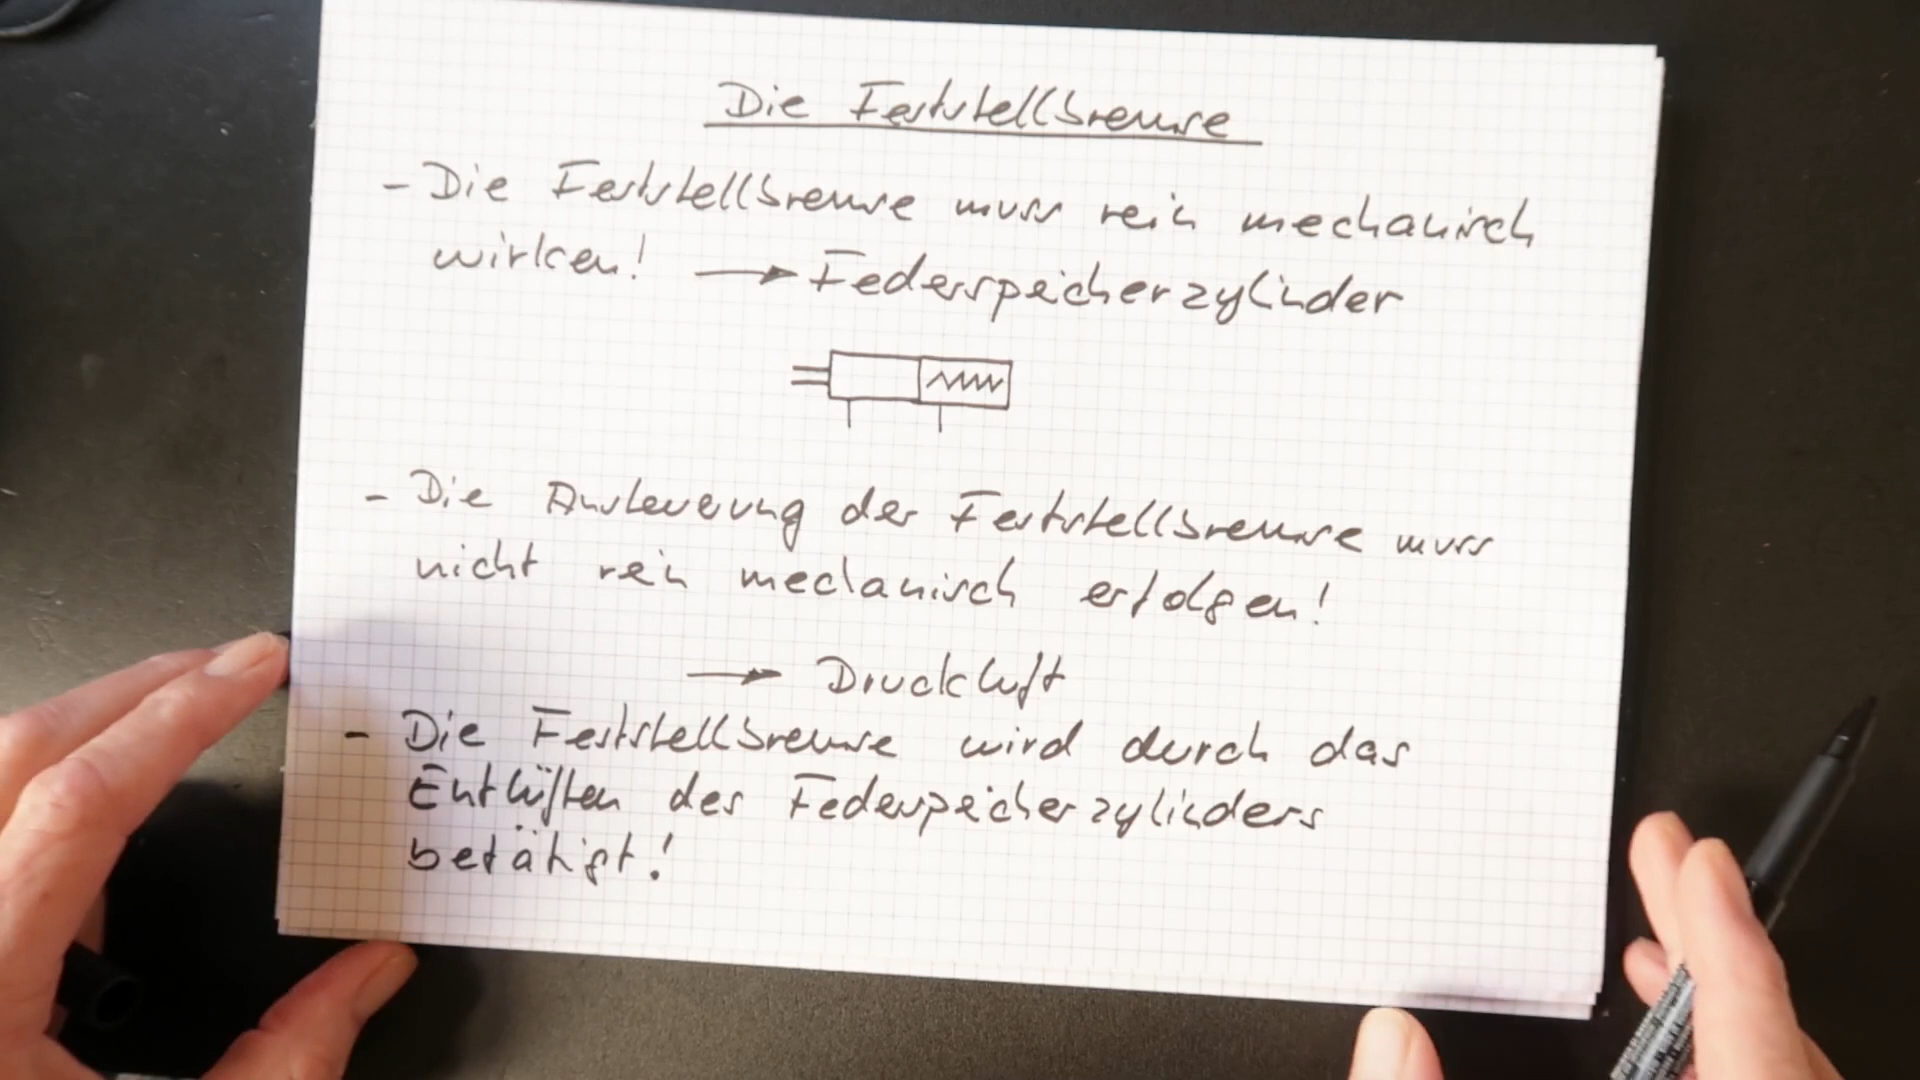 Die Feststellbremse
- Die Feststellbremse muss rein mechanisch
wirken! → Federspeicherzylinder
- Die Ansteuerung der Feststellbremse muss
nicht rein mechanisch erfolgen!
→ Druckluft
- Die Feststellbremse wird durch das
Entlüften des Federspeicherzylinders
betätigt!